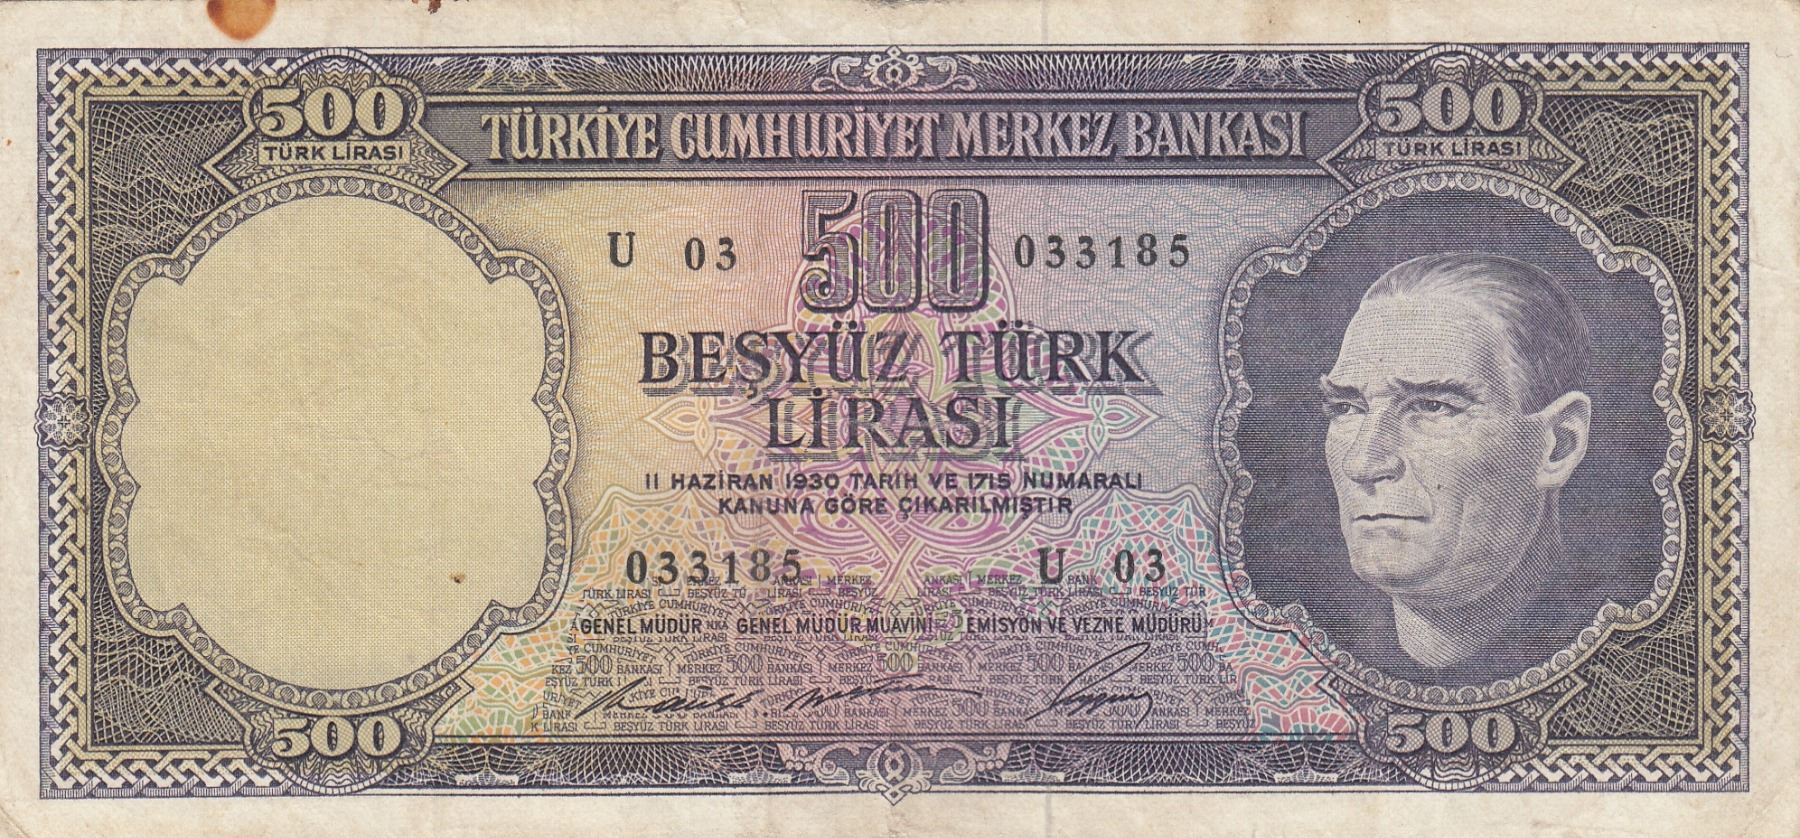 500
TÜRK LİRASI
TÜRKİYE CUMHURİYET MERKEZ BANKASI
500
TÜRK LİRASI
U 03
500
033185
BEŞYÜZ TÜRK
LİRASI
11 HAZİRAN 1930 TARİH VE 1715 NUMARALI
KANUNA GÖRE ÇIKARILMIŞTIR
033185
U 03
GENEL MÜDÜR
GENEL MÜDÜR MUAVİNİ
EMİSYON VE VEZNE MÜDÜRÜ
500
500